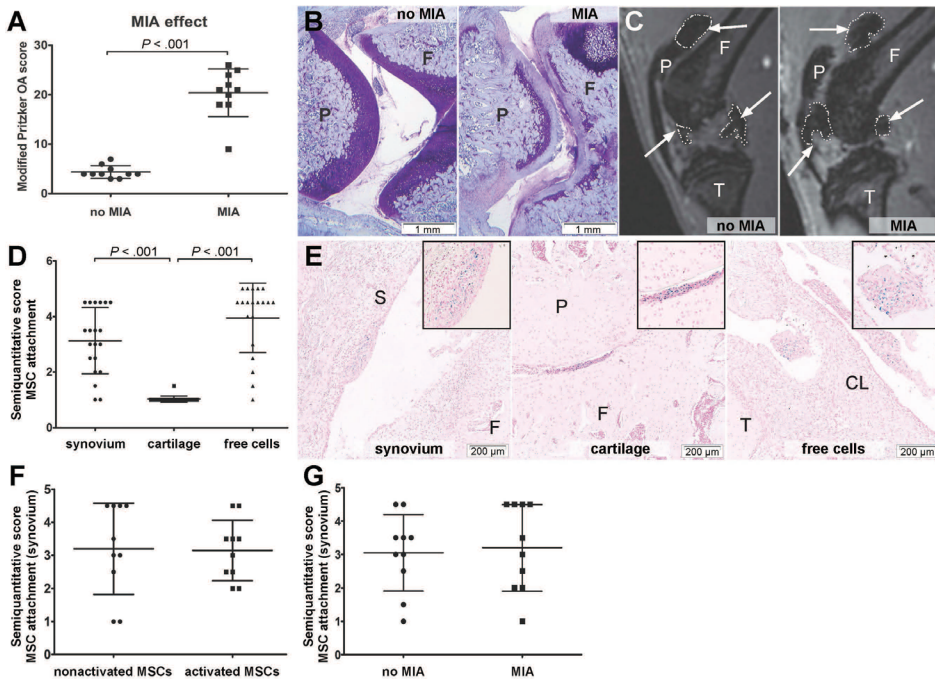 A
MIA effect
P < .001
Modified Pritzker OA score
30
20
10
0
no MIA
MIA
B
no MIA
MIA
F
P
P
F
1 mm
1 mm
C
P
F
T
no MIA
P
F
T
MIA
D
P < .001
P < .001
Semiquantitative score
MSC attachment
6
4
2
0
synovium
cartilage
free cells
E
S
F
synovium
200 µm
P
F
cartilage
200 µm
CL
T
free cells
200 µm
F
Semiquantitative score
MSC attachment (synovium)
5
4
3
2
1
0
nonactivated MSCs
activated MSCs
G
Semiquantitative score
MSC attachment (synovium)
5
4
3
2
1
0
no MIA
MIA